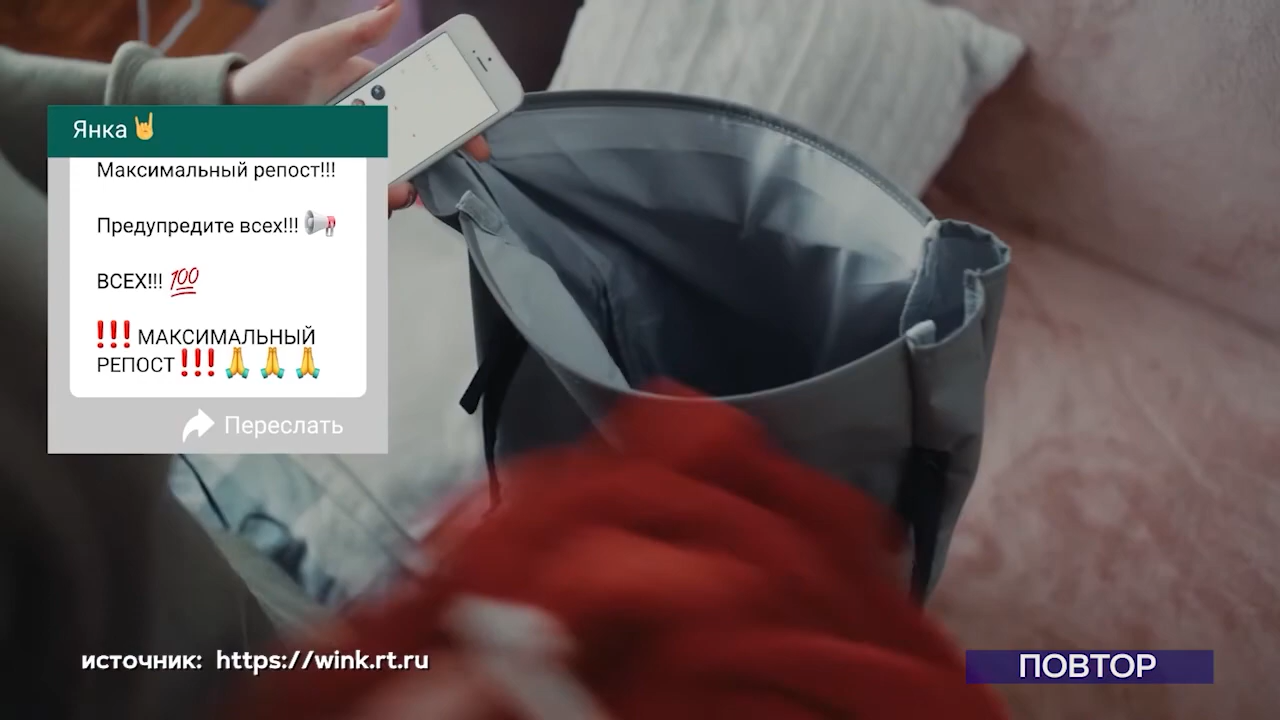 Янка🤘
Максимальный репост!!!
Предупредите всех!!! 📢
ВСЕХ!!! 💯
❗❗❗МАКСИМАЛЬНЫЙ
РЕПОСТ❗❗❗🙏 🙏 🙏
Переслать
источник: https://wink.rt.ru
ПОВТОР